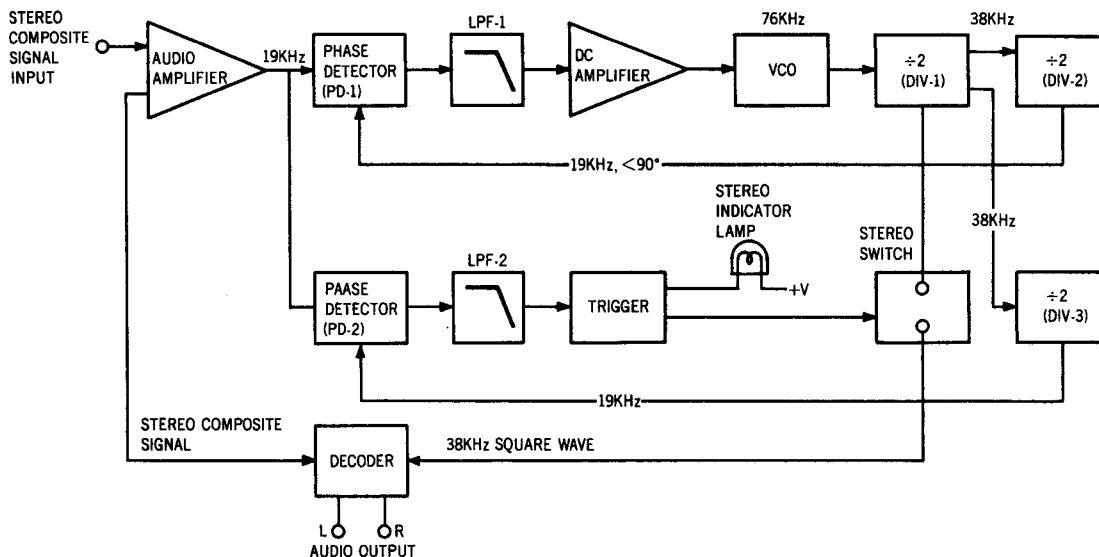 STEREO
COMPOSITE
SIGNAL
INPUT
AUDIO
AMPLIFIER
19KHz
PHASE
DETECTOR
(PD-1)
LPF-1
DC
AMPLIFIER
76KHz
VCO
÷2
(DIV-1)
38KHz
÷2
(DIV-2)
19KHz, <90°
STEREO
INDICATOR
LAMP
+V
STEREO
SWITCH
38KHz
PAASE
DETECTOR
(PD-2)
LPF-2
TRIGGER
÷2
(DIV-3)
19KHz
STEREO COMPOSITE
SIGNAL
DECODER
38KHz SQUARE WAVE
L
R
AUDIO OUTPUT